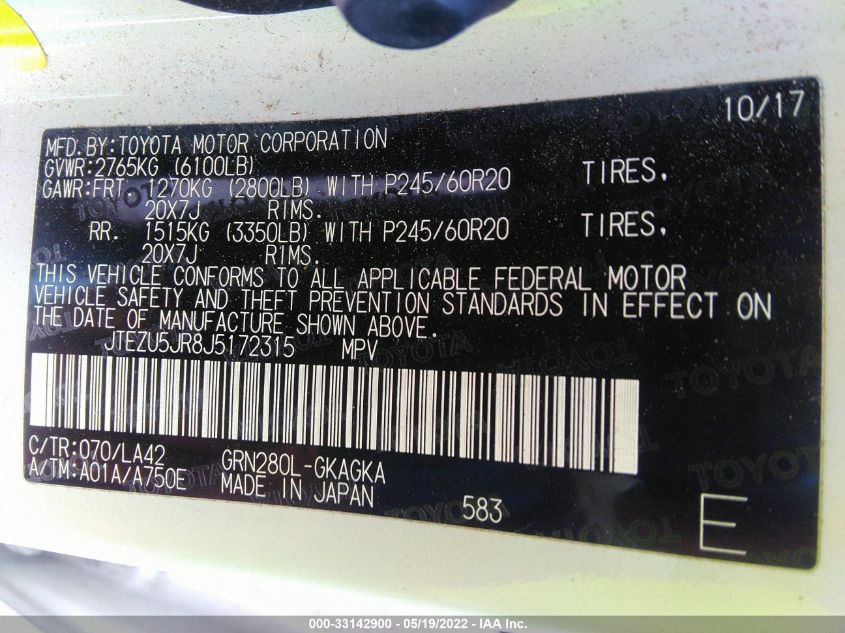 10/17
MFD.BY:TOYOTA MOTOR CORPORATION
GVWR:2765KG (6100LB)
GAWR:FRT. 1270KG (2800LB) WITH P245/60R20 TIRES,
20X7J RIMS.
RR. 1515KG (3350LB) WITH P245/60R20 TIRES,
20X7J RIMS.
THIS VEHICLE CONFORMS TO ALL APPLICABLE FEDERAL MOTOR
VEHICLE SAFETY AND THEFT PREVENTION STANDARDS IN EFFECT ON
THE DATE OF MANUFACTURE SHOWN ABOVE.
JTEZU5JR8J5172315 MPV
C/TR:070/LA42 GRN280L-GKAGKA
A/TM:A01A/A750E MADE IN JAPAN 583 E
000-33142900 - 05/19/2022 - IAA Inc.